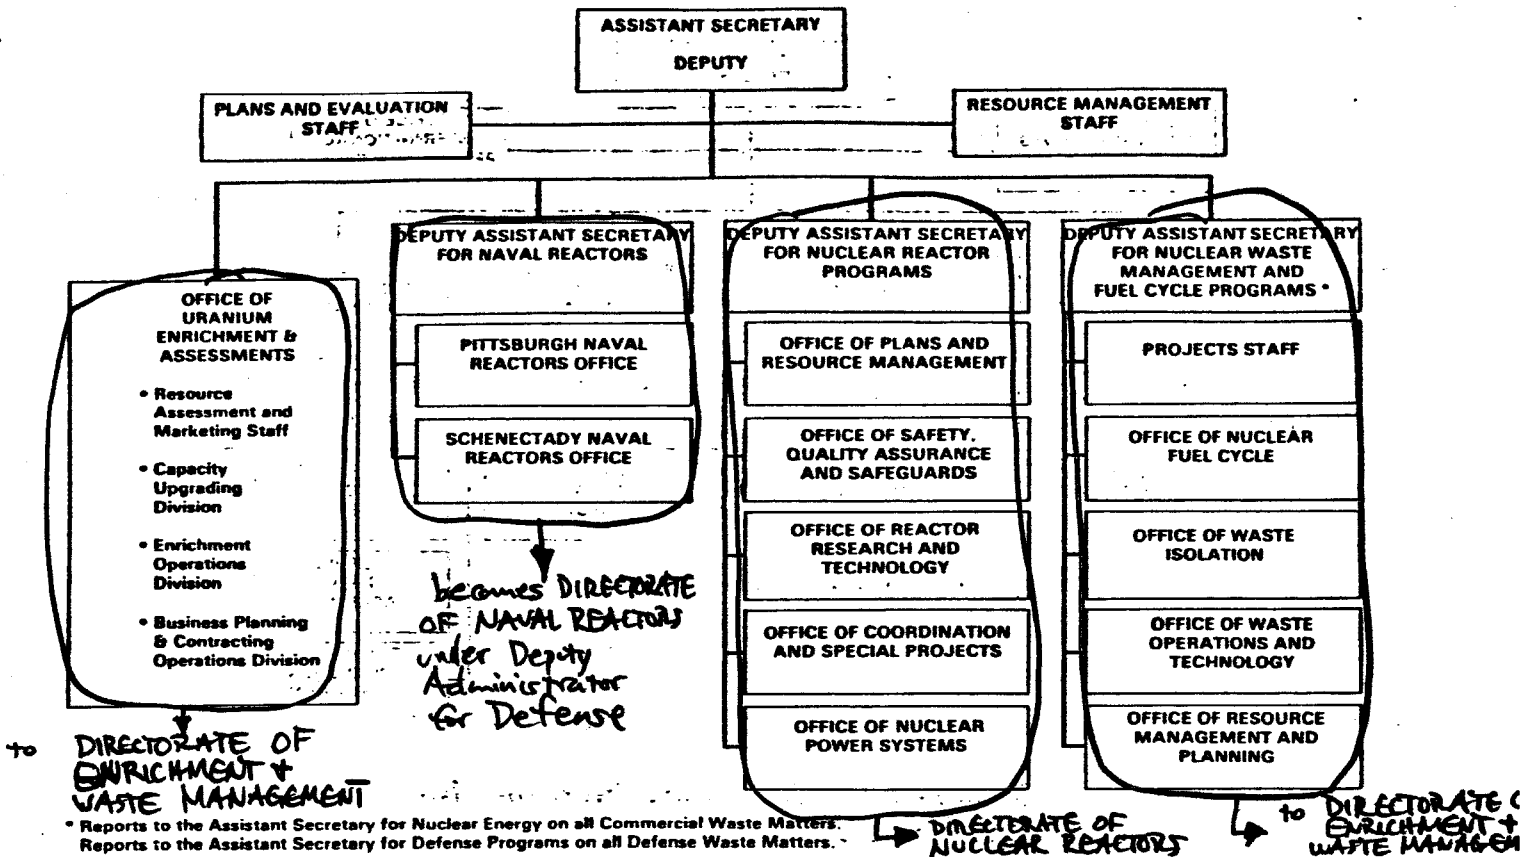 ASSISTANT SECRETARY
DEPUTY
PLANS AND EVALUATION
STAFF
RESOURCE MANAGEMENT
STAFF
OFFICE OF
URANIUM
ENRICHMENT &
ASSESSMENTS
• Resource
Assessment and
Marketing Staff
• Capacity
Upgrading
Division
• Enrichment
Operations
Division
• Business Planning
& Contracting
Operations Division
to DIRECTORATE OF
ENRICHMENT +
WASTE MANAGEMENT
DEPUTY ASSISTANT SECRETARY
FOR NAVAL REACTORS
PITTSBURGH NAVAL
REACTORS OFFICE
SCHENECTADY NAVAL
REACTORS OFFICE
becomes DIRECTORATE
OF NAVAL REACTORS
under Deputy
Administrator
for Defense
DEPUTY ASSISTANT SECRETARY
FOR NUCLEAR REACTOR
PROGRAMS
OFFICE OF PLANS AND
RESOURCE MANAGEMENT
OFFICE OF SAFETY,
QUALITY ASSURANCE
AND SAFEGUARDS
OFFICE OF REACTOR
RESEARCH AND
TECHNOLOGY
OFFICE OF COORDINATION
AND SPECIAL PROJECTS
OFFICE OF NUCLEAR
POWER SYSTEMS
DIRECTORATE OF
NUCLEAR REACTORS
DEPUTY ASSISTANT SECRETARY
FOR NUCLEAR WASTE
MANAGEMENT AND
FUEL CYCLE PROGRAMS *
PROJECTS STAFF
OFFICE OF NUCLEAR
FUEL CYCLE
OFFICE OF WASTE
ISOLATION
OFFICE OF WASTE
OPERATIONS AND
TECHNOLOGY
OFFICE OF RESOURCE
MANAGEMENT AND
PLANNING
to DIRECTORATE
ENRICHMENT +
WASTE MANAGEM
* Reports to the Assistant Secretary for Nuclear Energy on all Commercial Waste Matters.
Reports to the Assistant Secretary for Defense Programs on all Defense Waste Matters.